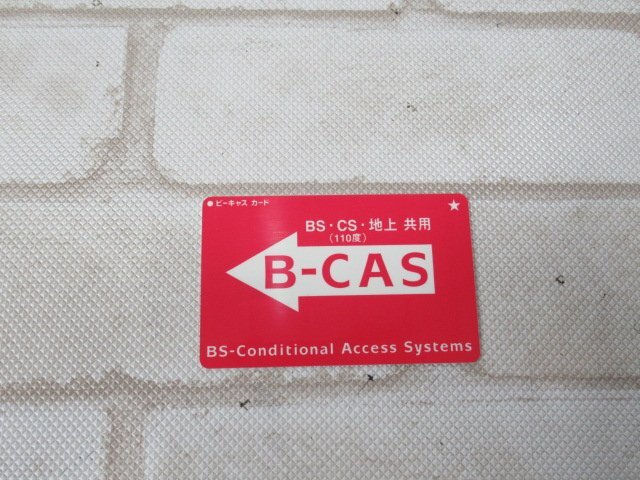 ●ビーキャス カード
★
BS・CS・地上 共用
(110度)
B-CAS
BS-Conditional Access Systems